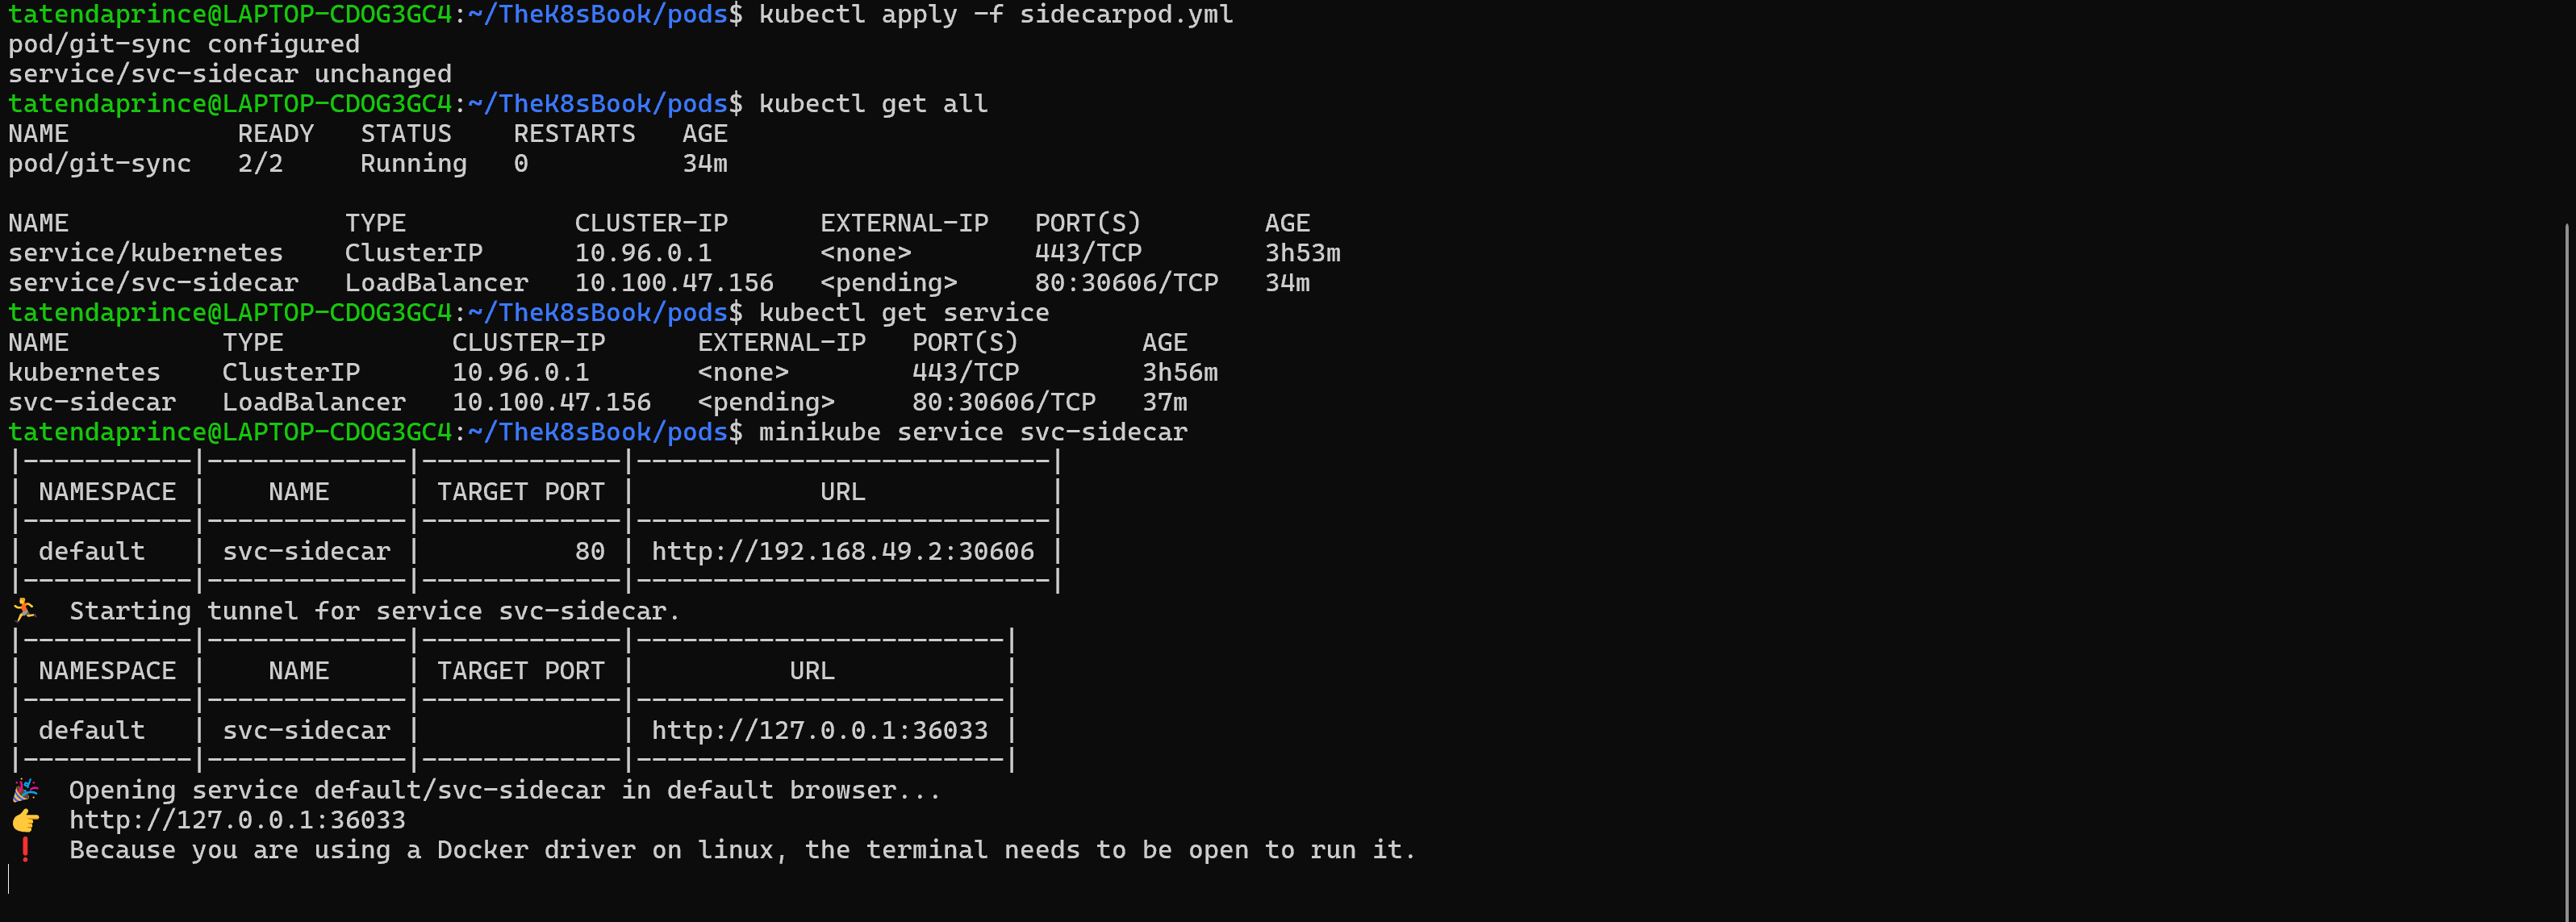 tatendaprince@LAPTOP-CDOG3GC4:~/TheK8sBook/pods$ kubectl apply -f sidecarpod.yml
pod/git-sync configured
service/svc-sidecar unchanged
tatendaprince@LAPTOP-CDOG3GC4:~/TheK8sBook/pods$ kubectl get all
NAME           READY   STATUS    RESTARTS   AGE
pod/git-sync   2/2     Running   0          34m

NAME                  TYPE           CLUSTER-IP      EXTERNAL-IP   PORT(S)        AGE
service/kubernetes    ClusterIP      10.96.0.1       <none>        443/TCP        3h53m
service/svc-sidecar   LoadBalancer   10.100.47.156   <pending>     80:30606/TCP   34m
tatendaprince@LAPTOP-CDOG3GC4:~/TheK8sBook/pods$ kubectl get service
NAME          TYPE           CLUSTER-IP      EXTERNAL-IP   PORT(S)        AGE
kubernetes    ClusterIP      10.96.0.1       <none>        443/TCP        3h56m
svc-sidecar   LoadBalancer   10.100.47.156   <pending>     80:30606/TCP   37m
tatendaprince@LAPTOP-CDOG3GC4:~/TheK8sBook/pods$ minikube service svc-sidecar
|-----------|-------------|-------------|---------------------------|
| NAMESPACE |    NAME     | TARGET PORT |            URL            |
|-----------|-------------|-------------|---------------------------|
| default   | svc-sidecar |          80 | http://192.168.49.2:30606 |
|-----------|-------------|-------------|---------------------------|
🏃  Starting tunnel for service svc-sidecar.
|-----------|-------------|-------------|------------------------|
| NAMESPACE |    NAME     | TARGET PORT |          URL           |
|-----------|-------------|-------------|------------------------|
| default   | svc-sidecar |             | http://127.0.0.1:36033 |
|-----------|-------------|-------------|------------------------|
🎉  Opening service default/svc-sidecar in default browser...
👉  http://127.0.0.1:36033
❗  Because you are using a Docker driver on linux, the terminal needs to be open to run it.